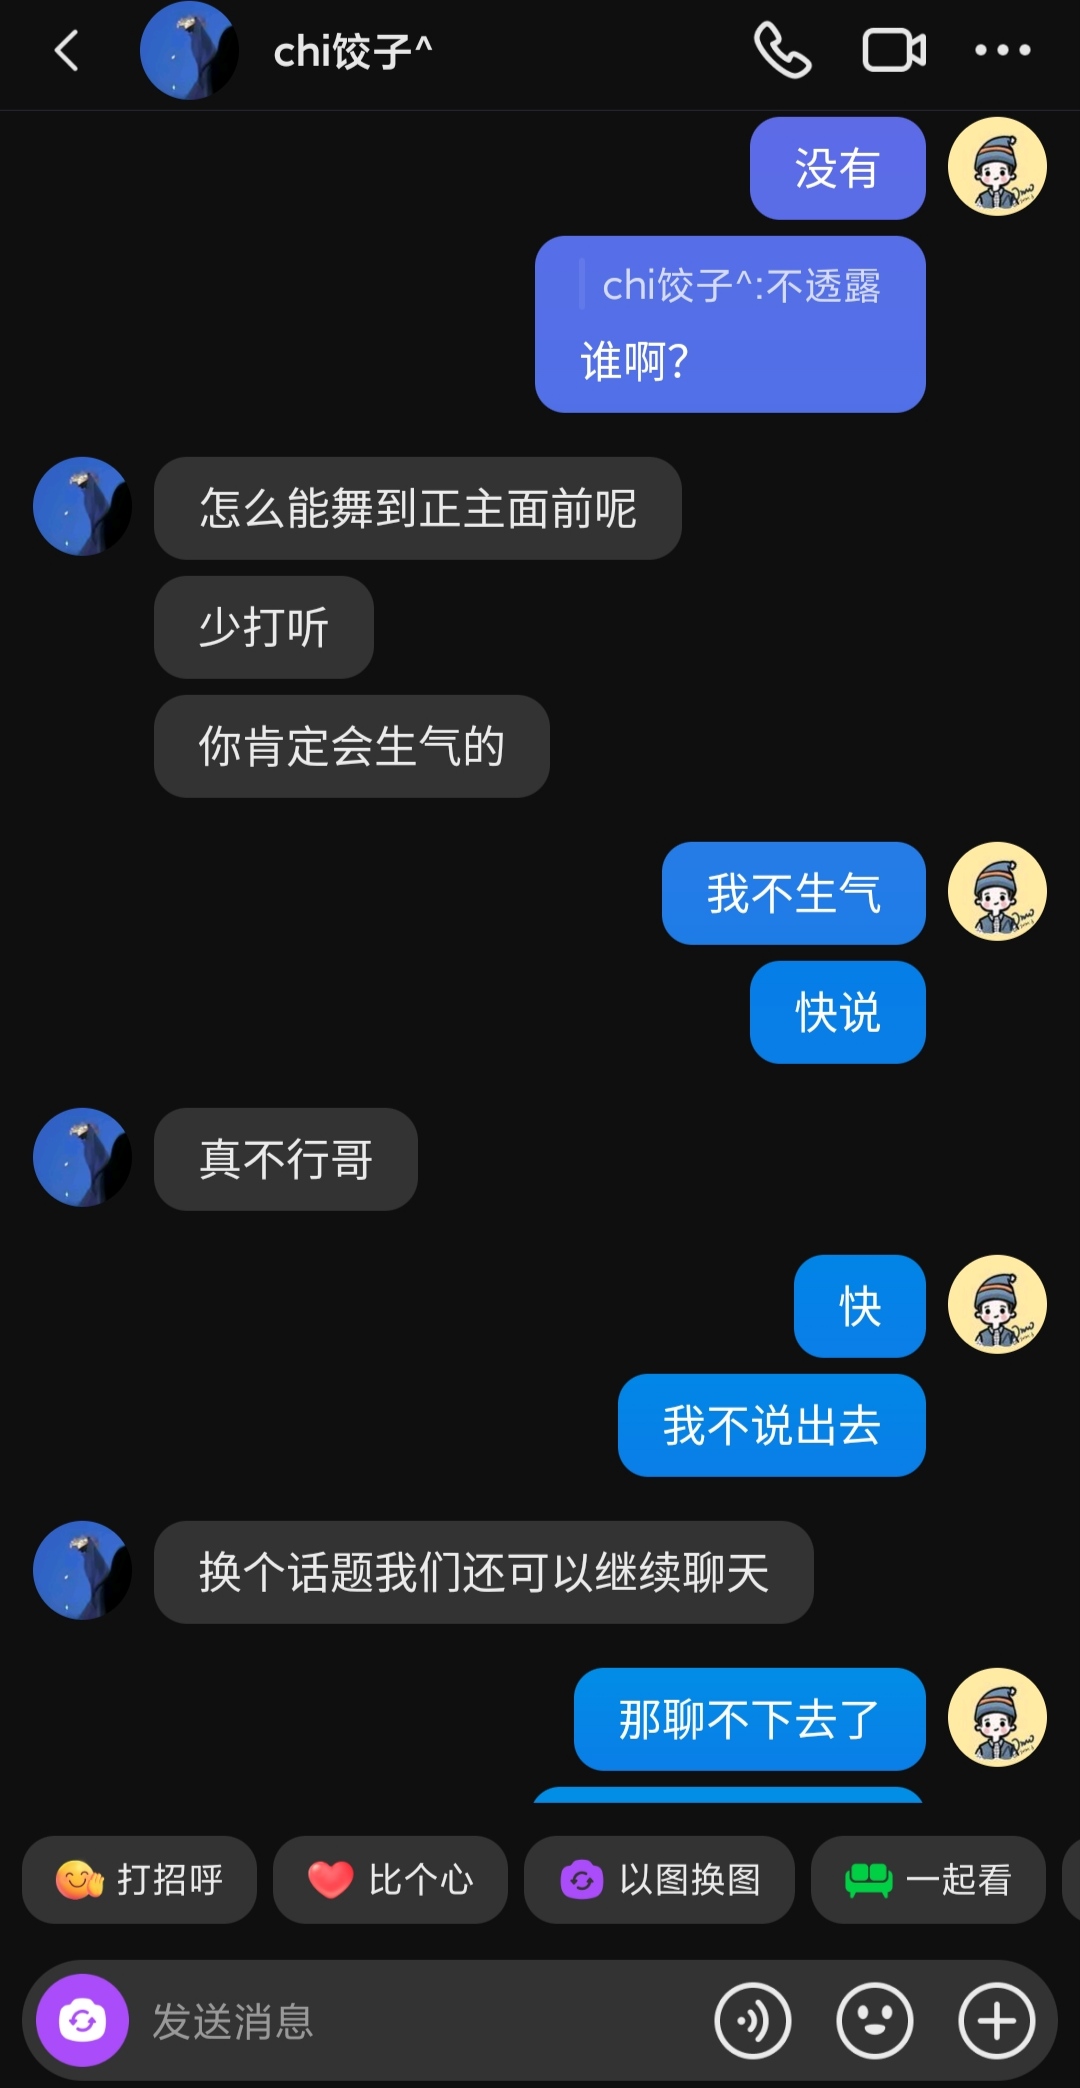 chi饺子^
没有
chi饺子^:不透露
谁啊？
怎么能舞到正主面前呢
少打听
你肯定会生气的
我不生气
快说
真不行哥
快
我不说出去
换个话题我们还可以继续聊天
那聊不下去了
打招呼
比个心
以图换图
一起看
发送消息